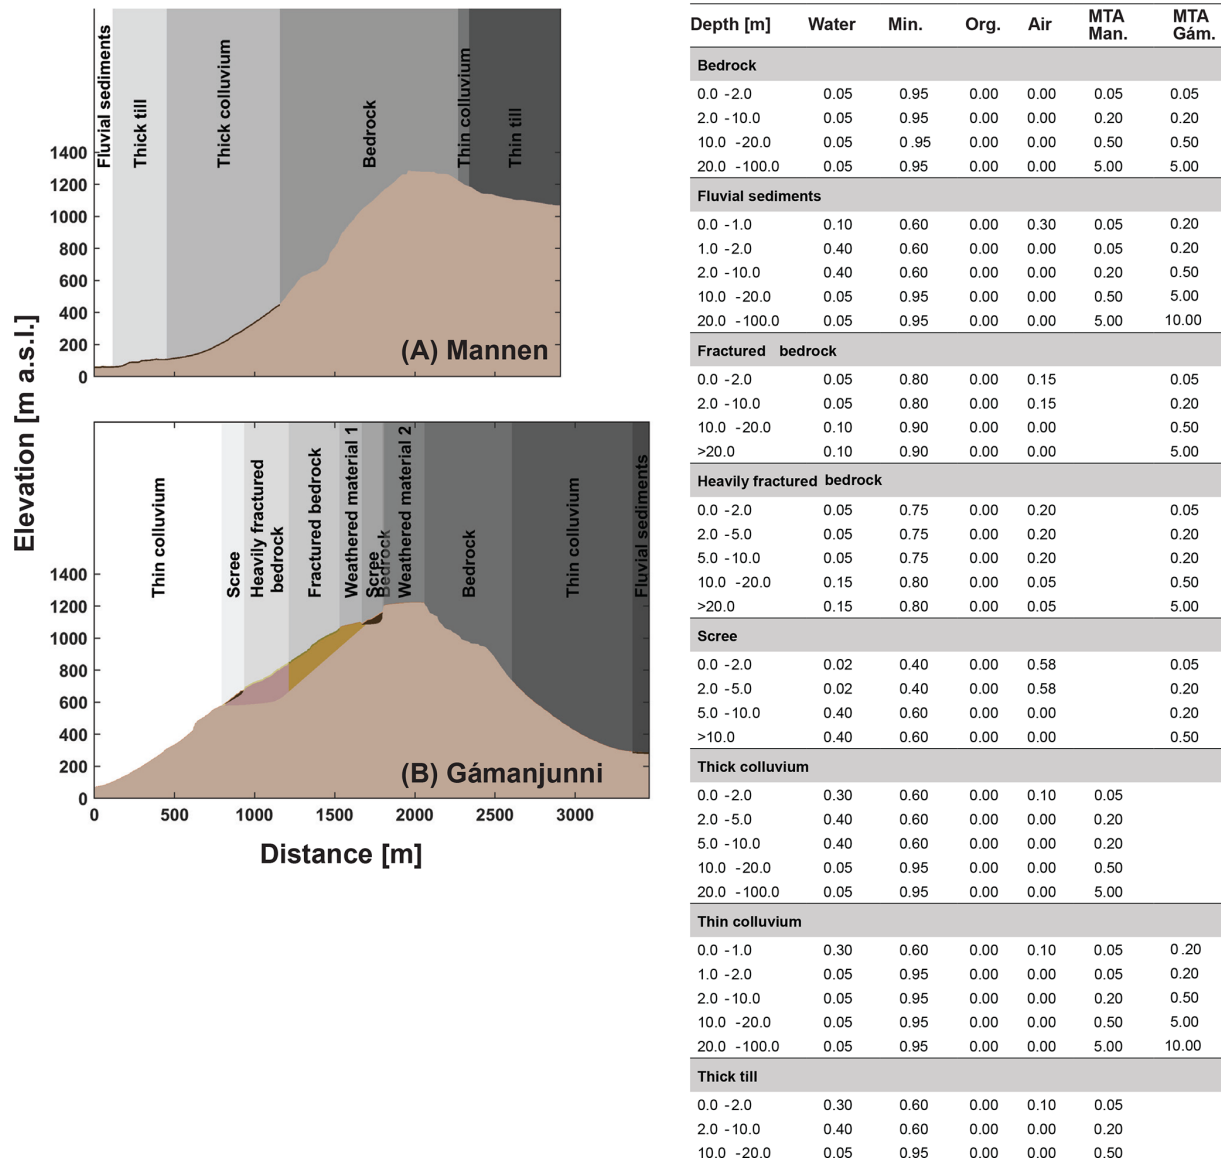 Elevation [m a.s.l.]
Fluvial sediments
Thick till
Thick colluvium
Bedrock
Thin colluvium
Thin till
1400
1200
1000
800
600
400
200
0
(A) Mannen
Thin colluvium
Scree
Heavily fractured
bedrock
Fractured bedrock
Weathered material 1
Scree
Bedrock
Weathered material 2
Bedrock
Thin colluvium
Fluvial sediments
1400
1200
1000
800
600
400
200
0
(B) Gámanjunni
0 500 1000 1500 2000 2500 3000
Distance [m]
Depth [m] Water Min. Org. Air MTA Man. MTA Gám.
Bedrock
0.0 -2.0 0.05 0.95 0.00 0.00 0.05 0.05
2.0 -10.0 0.05 0.95 0.00 0.00 0.20 0.20
10.0 -20.0 0.05 0.95 0.00 0.00 0.50 0.50
20.0 -100.0 0.05 0.95 0.00 0.00 5.00 5.00
Fluvial sediments
0.0 -1.0 0.10 0.60 0.00 0.30 0.05 0.20
1.0 -2.0 0.40 0.60 0.00 0.00 0.05 0.20
2.0 -10.0 0.40 0.60 0.00 0.00 0.20 0.50
10.0 -20.0 0.05 0.95 0.00 0.00 0.50 5.00
20.0 -100.0 0.05 0.95 0.00 0.00 5.00 10.00
Fractured bedrock
0.0 -2.0 0.05 0.80 0.00 0.15 0.05
2.0 -10.0 0.05 0.80 0.00 0.15 0.20
10.0 -20.0 0.10 0.90 0.00 0.00 0.50
>20.0 0.10 0.90 0.00 0.00 5.00
Heavily fractured bedrock
0.0 -2.0 0.05 0.75 0.00 0.20 0.05
2.0 -5.0 0.05 0.75 0.00 0.20 0.20
5.0 -10.0 0.05 0.75 0.00 0.20 0.20
10.0 -20.0 0.15 0.80 0.00 0.05 0.50
>20.0 0.15 0.80 0.00 0.05 5.00
Scree
0.0 -2.0 0.02 0.40 0.00 0.58 0.05
2.0 -5.0 0.02 0.40 0.00 0.58 0.20
5.0 -10.0 0.40 0.60 0.00 0.00 0.20
>10.0 0.40 0.60 0.00 0.00 0.50
Thick colluvium
0.0 -2.0 0.30 0.60 0.00 0.10 0.05
2.0 -5.0 0.40 0.60 0.00 0.00 0.20
5.0 -10.0 0.40 0.60 0.00 0.00 0.20
10.0 -20.0 0.05 0.95 0.00 0.00 0.50
20.0 -100.0 0.05 0.95 0.00 0.00 5.00
Thin colluvium
0.0 -1.0 0.30 0.60 0.00 0.10 0.05 0.20
1.0 -2.0 0.05 0.95 0.00 0.00 0.05 0.20
2.0 -10.0 0.05 0.95 0.00 0.00 0.20 0.50
10.0 -20.0 0.05 0.95 0.00 0.00 0.50 5.00
20.0 -100.0 0.05 0.95 0.00 0.00 5.00 10.00
Thick till
0.0 -2.0 0.30 0.60 0.00 0.10 0.05
2.0 -10.0 0.40 0.60 0.00 0.00 0.20
10.0 -20.0 0.05 0.95 0.00 0.00 0.50